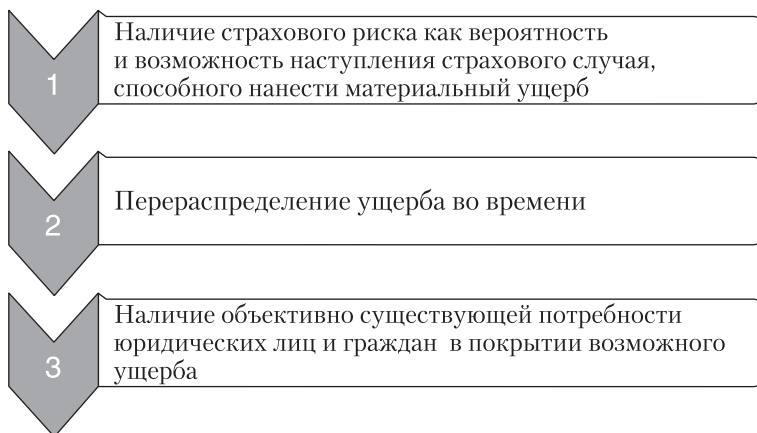 1
Наличие страхового риска как вероятность
и возможность наступления страхового случая,
способного нанести материальный ущерб
2
Перераспределение ущерба во времени
3
Наличие объективно существующей потребности
юридических лиц и граждан в покрытии возможного
ущерба